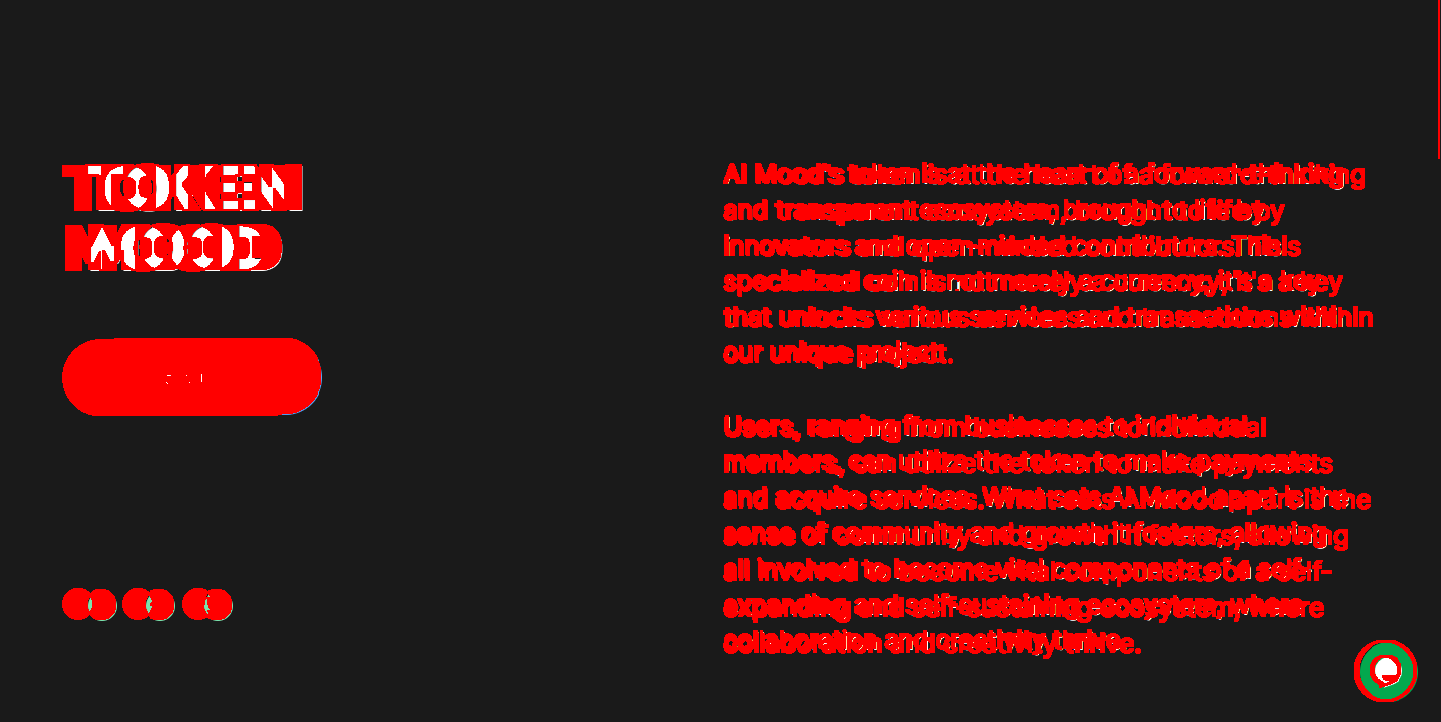 TOKEN
MOOD
AI Mood's token is at the heart of a forward-thinking
and transparent ecosystem, brought to life by
innovators and open-minded contributors. This
specialized coin is not merely a currency; it's a key
that unlocks various services and transactions within
our unique project.
Users, ranging from businesses to individual
members, can utilize the token to make payments
and acquire services. What sets AI Mood apart is the
sense of community and growth it fosters, allowing
all involved to become vital components of a self-
expanding and self-sustaining ecosystem, where
collaboration and creativity thrive.